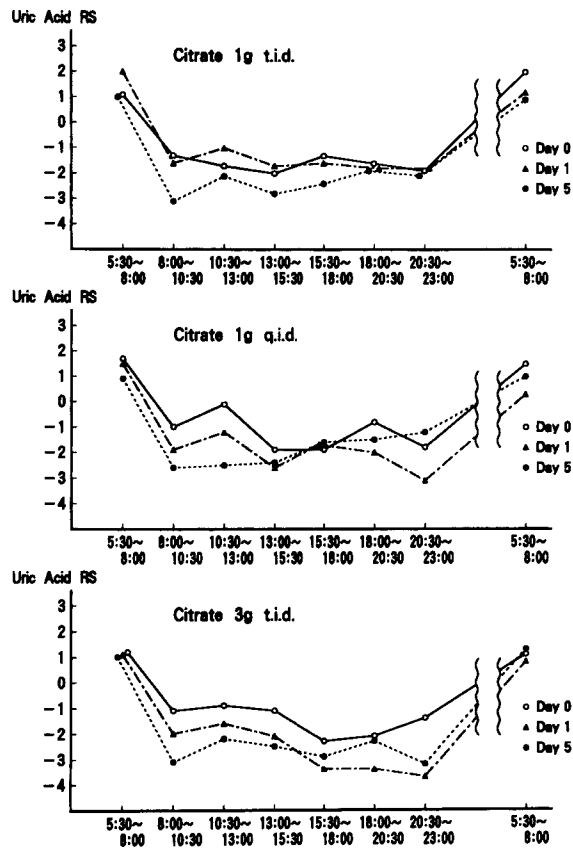 Uric Acid RS
Citrate 1g t.i.d.
3
2
1
0
−1
−2
−3
−4
Day 0
Day 1
Day 5
5:30~ 8:00~ 10:30~ 13:00~ 15:30~ 18:00~ 20:30~ 5:30~
8:00 10:30 13:00 15:30 18:00 20:30 23:00 8:00
Uric Acid RS
Citrate 1g q.i.d.
3
2
1
0
−1
−2
−3
−4
Day 0
Day 1
Day 5
5:30~ 8:00~ 10:30~ 13:00~ 15:30~ 18:00~ 20:30~ 5:30~
8:00 10:30 13:00 15:30 18:00 20:30 23:00 8:00
Uric Acid RS
Citrate 3g t.i.d.
3
2
1
0
−1
−2
−3
−4
Day 0
Day 1
Day 5
5:30~ 8:00~ 10:30~ 13:00~ 15:30~ 18:00~ 20:30~ 5:30~
8:00 10:30 13:00 15:30 18:00 20:30 23:00 8:00